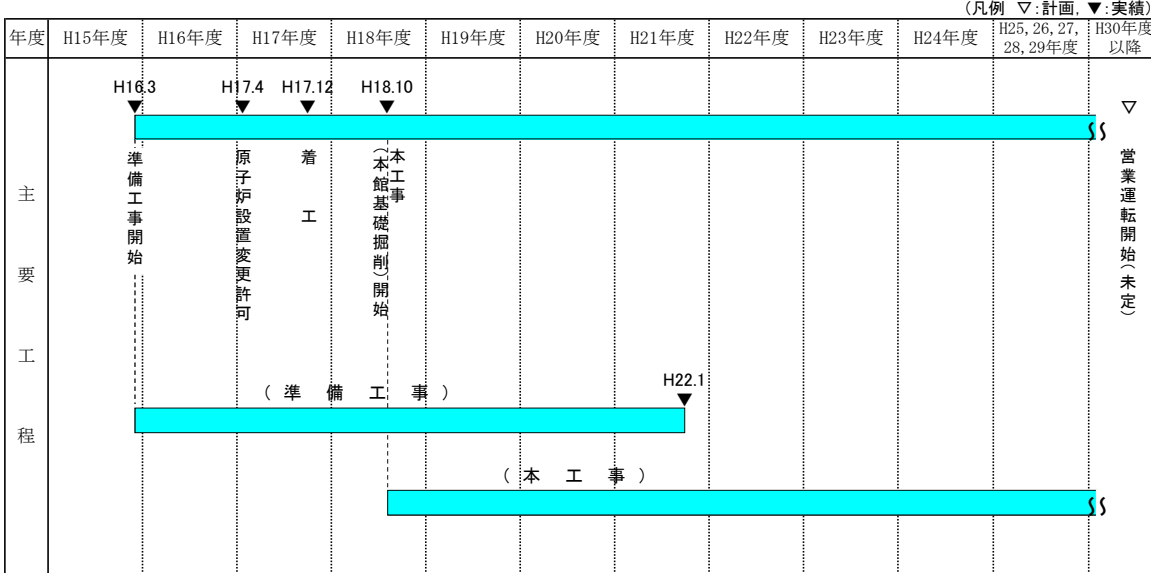 (凡例 ▽:計画, ▼:実績)
年度
H15年度
H16年度
H17年度
H18年度
H19年度
H20年度
H21年度
H22年度
H23年度
H24年度
H25,26,27,
28,29年度
H30年度
以降
主要工程
H16.3
H17.4
H17.12
H18.10
▼
▼
▼
▼
▽
準備工事開始
原子炉設置変更許可
着工
本工事
(本館基礎掘削)開始
営業運転開始(未定)
(準備工事)
H22.1
▼
(本工事)